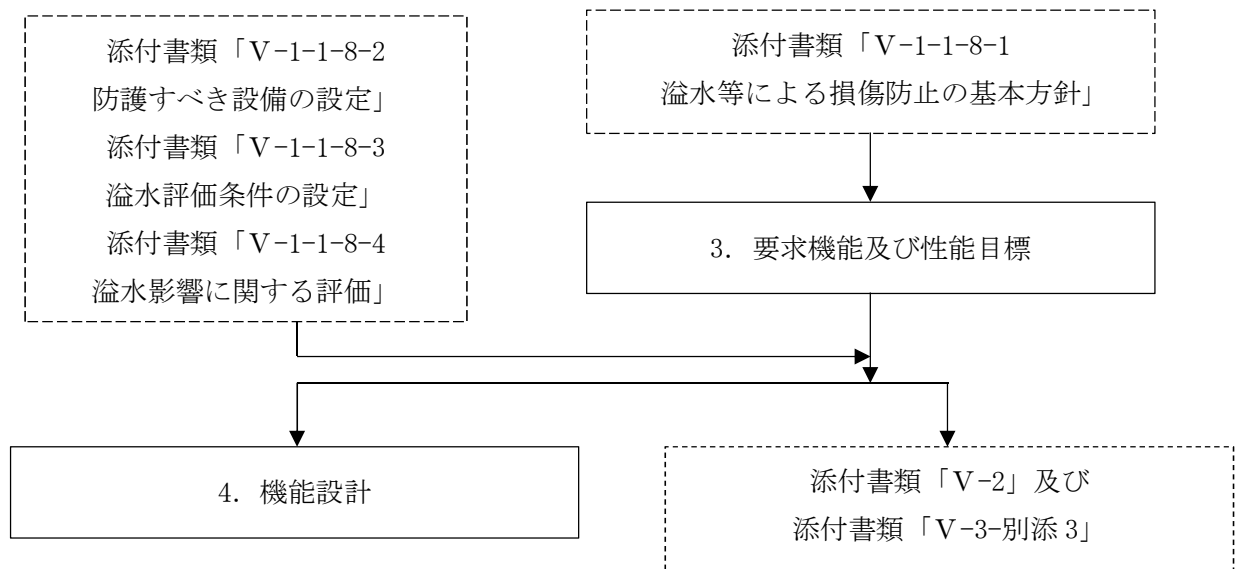 添付書類「Ⅴ-1-1-8-2
防護すべき設備の設定」
添付書類「Ⅴ-1-1-8-3
溢水評価条件の設定」
添付書類「Ⅴ-1-1-8-4
溢水影響に関する評価」
添付書類「Ⅴ-1-1-8-1
溢水等による損傷防止の基本方針」
3. 要求機能及び性能目標
4. 機能設計
添付書類「Ⅴ-2」及び
添付書類「Ⅴ-3-別添 3」